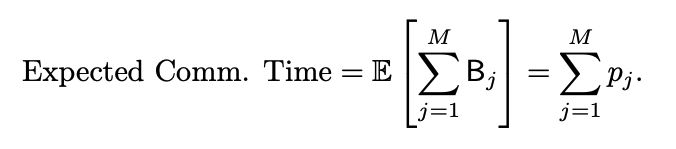 Expected Comm. Time = 𝔼 [ ∑_{j=1}^{M} B_j ] = ∑_{j=1}^{M} p_j.